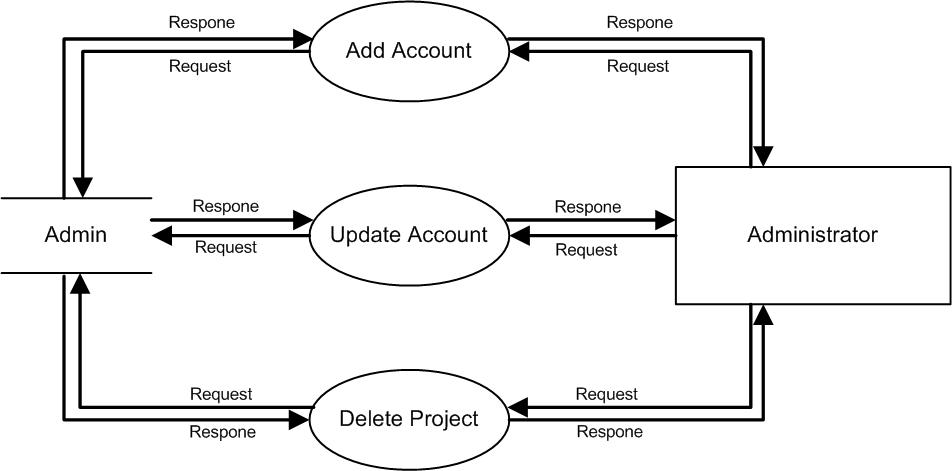 Respone
Respone
Add Account
Request
Request
Respone
Respone
Admin
Update Account
Administrator
Request
Request
Request
Request
Delete Project
Respone
Respone